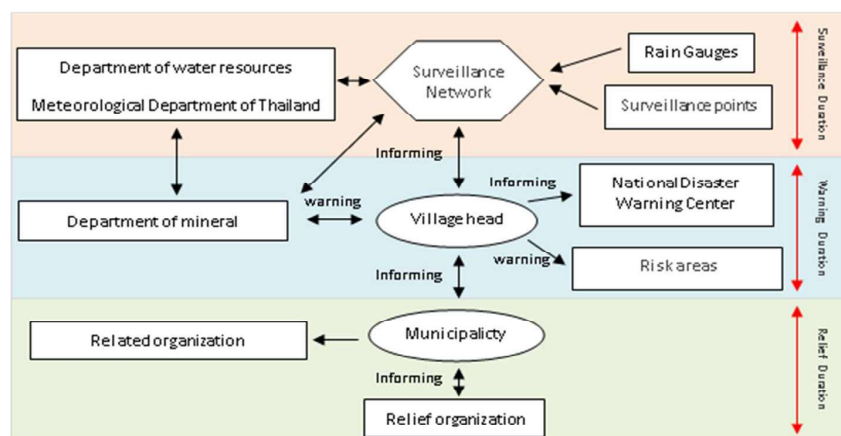 Department of water resources
Meteorological Department of Thailand
Surveillance
Network
Rain Gauges
Surveillance points
Surveillance Duration
Informing
Department of mineral
warning
Village head
Informing
National Disaster
Warning Center
warning
Risk areas
Warning Duration
Informing
Municipalicty
Related organization
Informing
Relief organization
Relief Duration